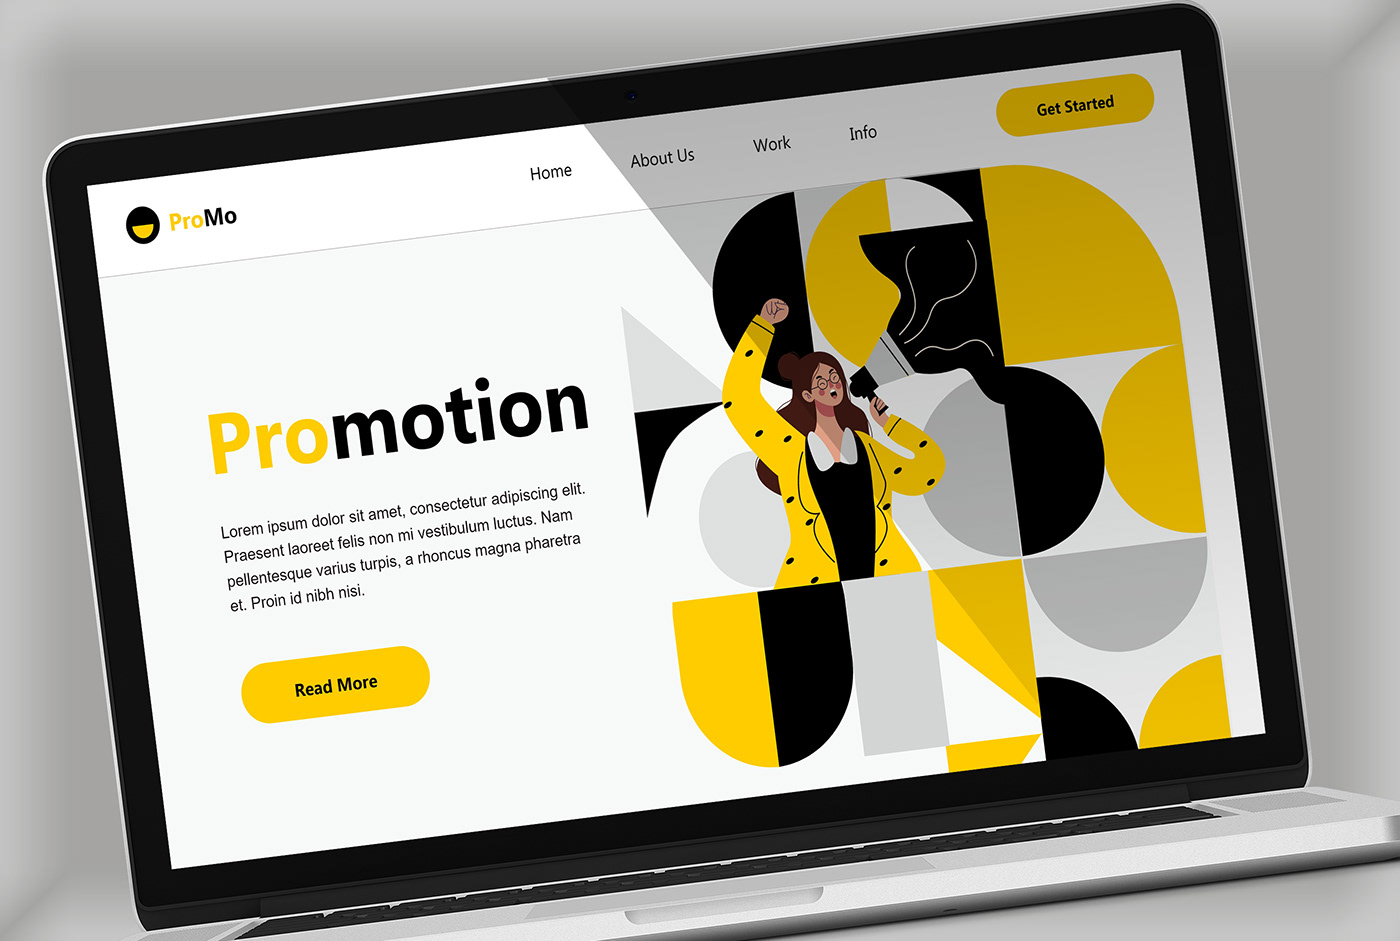 ProMo
Home
About Us
Work
Info
Get Started
Promotion
Lorem ipsum dolor sit amet, consectetur adipiscing elit.
Praesent laoreet felis non mi vestibulum luctus. Nam
pellentesque varius turpis, a rhoncus magna pharetra
et. Proin id nibh nisi.
Read More